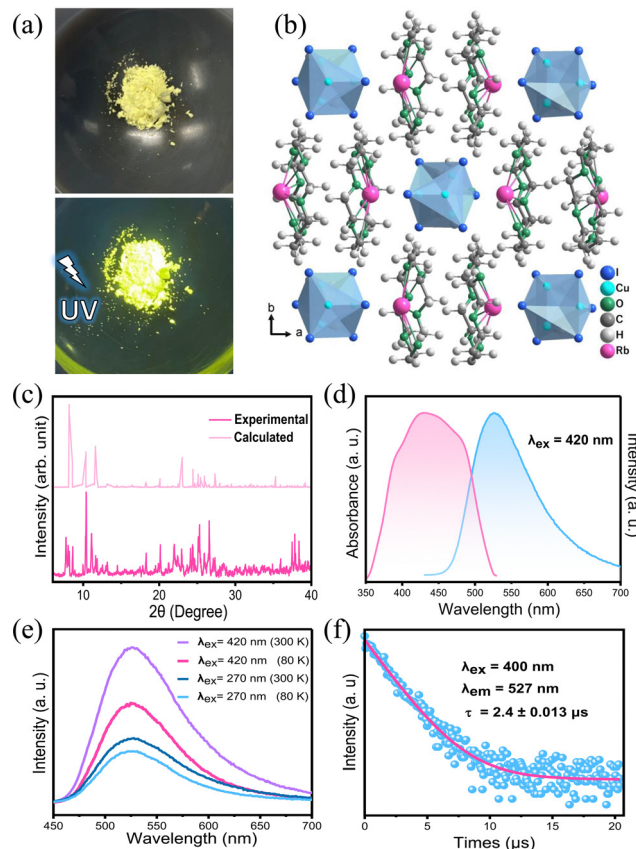 (a)
UV
(b)
b
a
I
Cu
O
C
H
Rb
(c)
Intensity (arb. unit)
Experimental
Calculated
10
20
30
40
2θ (Degree)
(d)
Absorbance (a. u.)
λex = 420 nm
Intensity (a. u.)
350
400
450
500
550
600
700
Wavelength (nm)
(e)
Intensity (a. u.)
λex= 420 nm (300 K)
λex= 420 nm (80 K)
λex= 270 nm (300 K)
λex= 270 nm (80 K)
450
500
550
600
650
700
Wavelength (nm)
(f)
Intensity (a. u)
λex = 400 nm
λem = 527 nm
τ = 2.4 ± 0.013 µs
0
5
10
15
20
Times (µs)